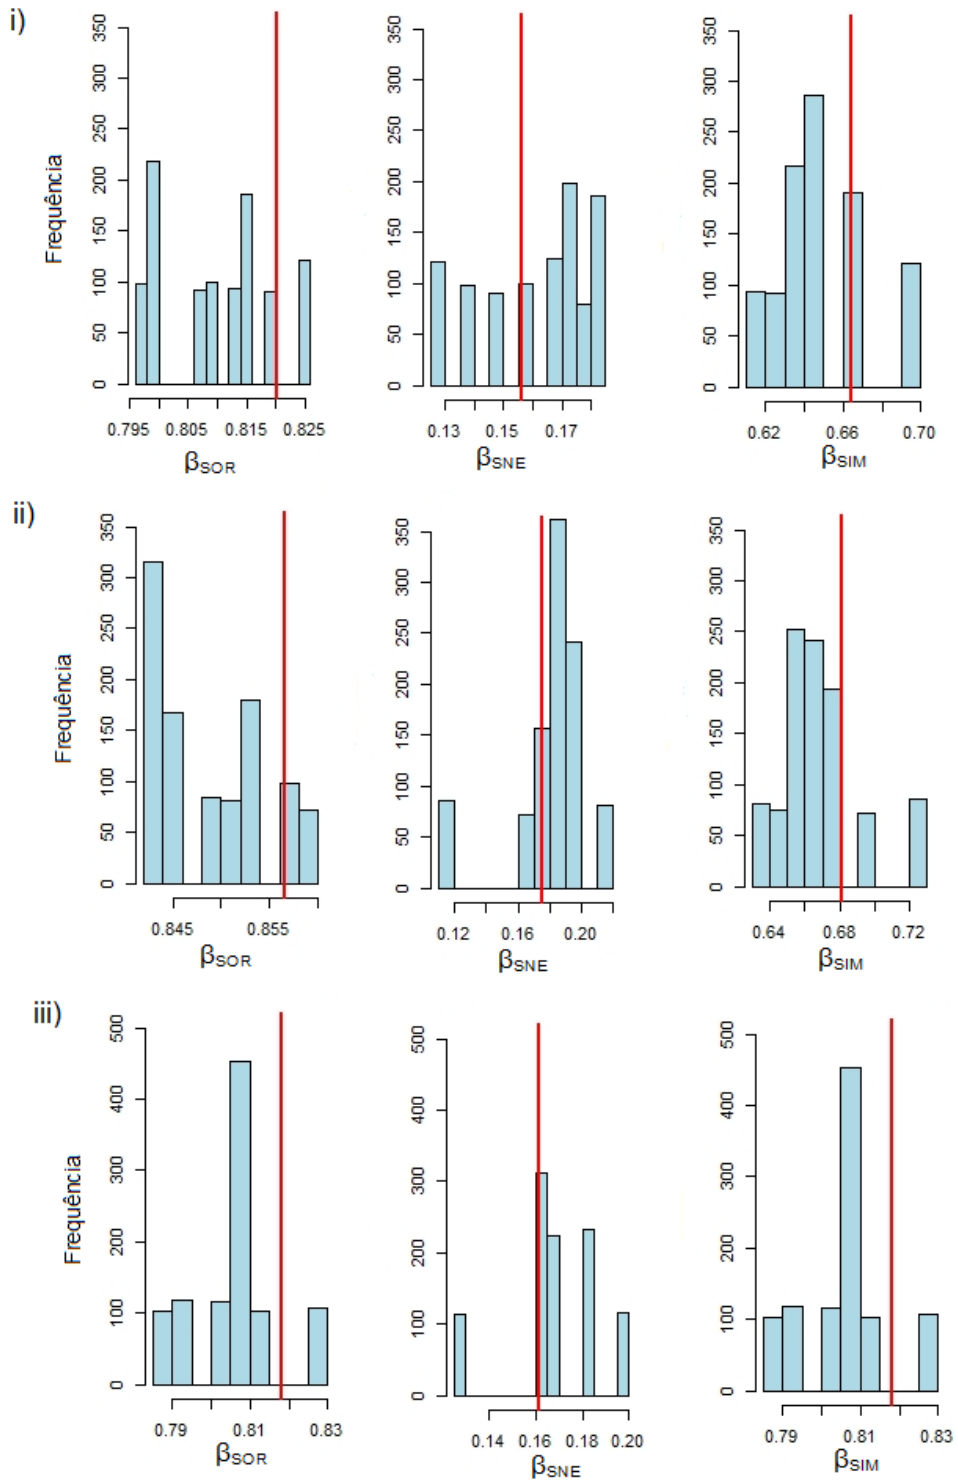 i)
Frequência
0 50 100 150 200 250 300 350
0.795 0.805 0.815 0.825
βSOR
0 50 100 150 200 250 300 350
0.13 0.15 0.17
βSNE
0 50 100 150 200 250 300 350
0.62 0.66 0.70
βSIM
ii)
Frequência
0 50 100 150 200 250 300 350
0.845 0.855
βSOR
0 50 100 150 200 250 300 350
0.12 0.16 0.20
βSNE
0 50 100 150 200 250 300 350
0.64 0.68 0.72
βSIM
iii)
Frequência
0 100 200 300 400 500
0.79 0.81 0.83
βSOR
0 100 200 300 400 500
0.14 0.16 0.18 0.20
βSNE
0 100 200 300 400 500
0.79 0.81 0.83
βSIM